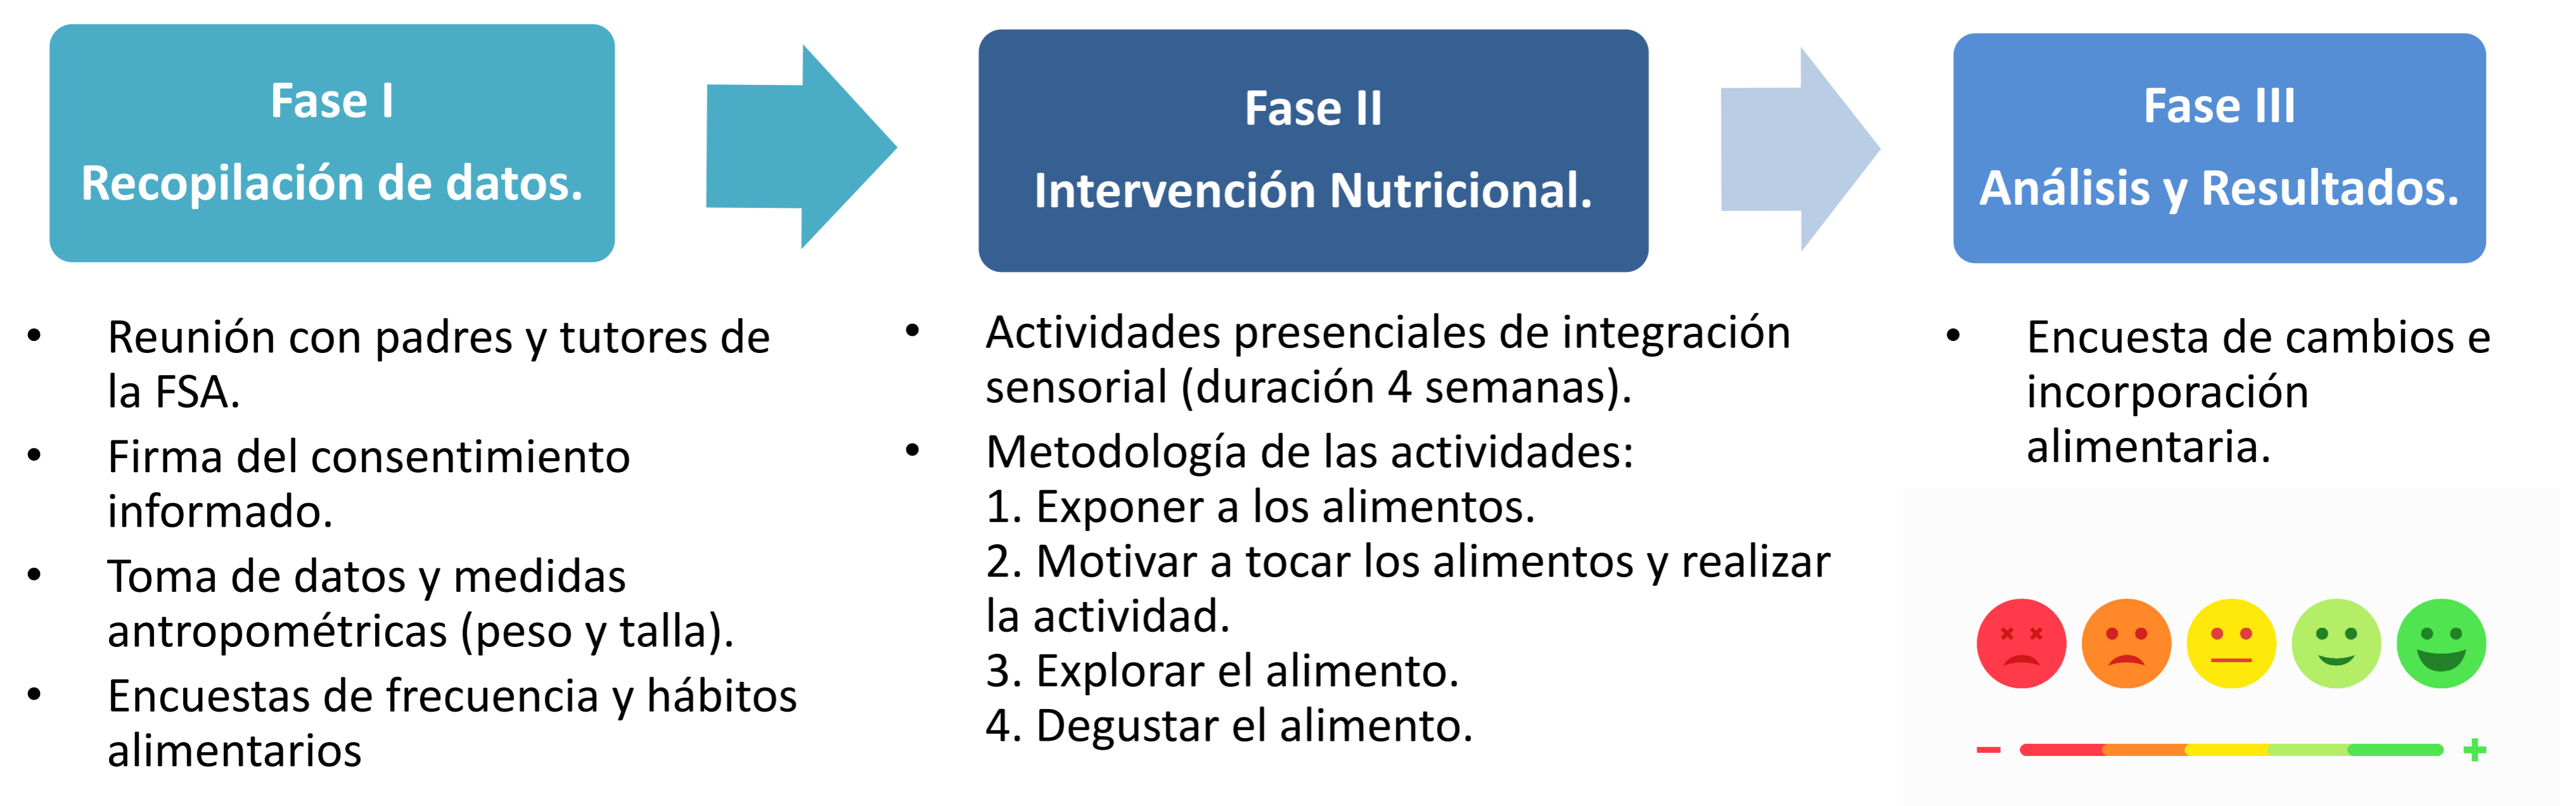 Fase I
Recopilación de datos.
• Reunión con padres y tutores de
la FSA.
• Firma del consentimiento
informado.
• Toma de datos y medidas
antropométricas (peso y talla).
• Encuestas de frecuencia y hábitos
alimentarios
Fase II
Intervención Nutricional.
• Actividades presenciales de integración
sensorial (duración 4 semanas).
• Metodología de las actividades:
1. Exponer a los alimentos.
2. Motivar a tocar los alimentos y realizar
la actividad.
3. Explorar el alimento.
4. Degustar el alimento.
Fase III
Análisis y Resultados.
• Encuesta de cambios e
incorporación
alimentaria.
− +